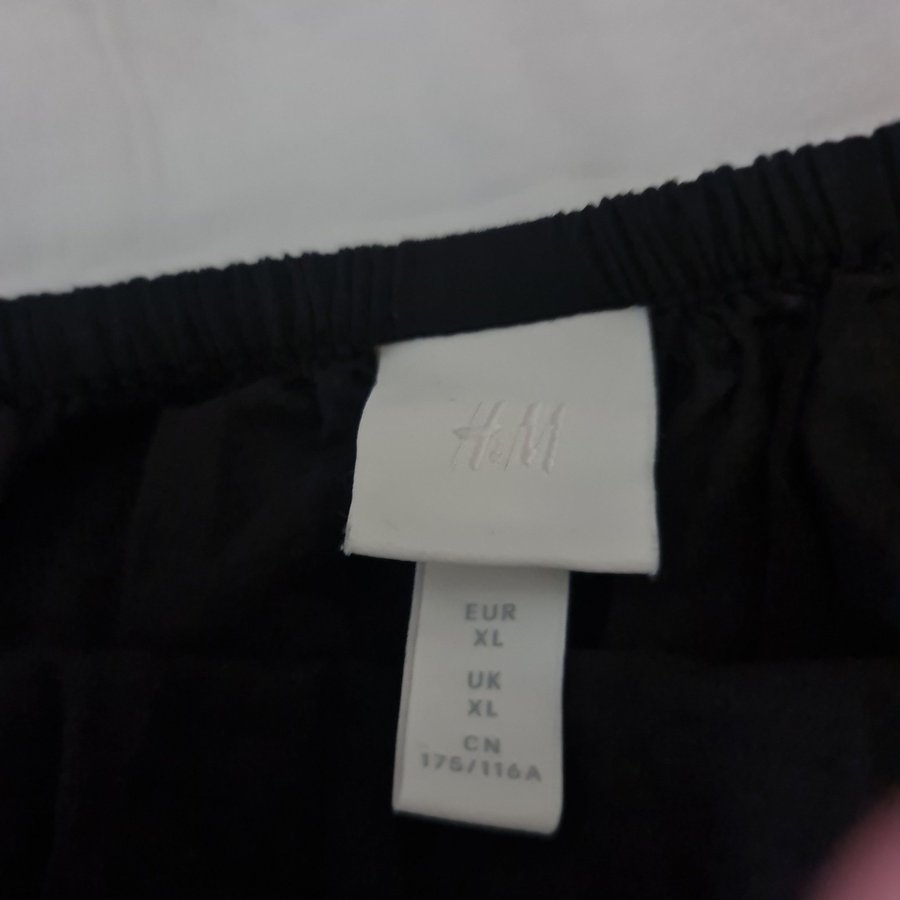 H&M
EUR
XL
UK
XL
CN
175/116A